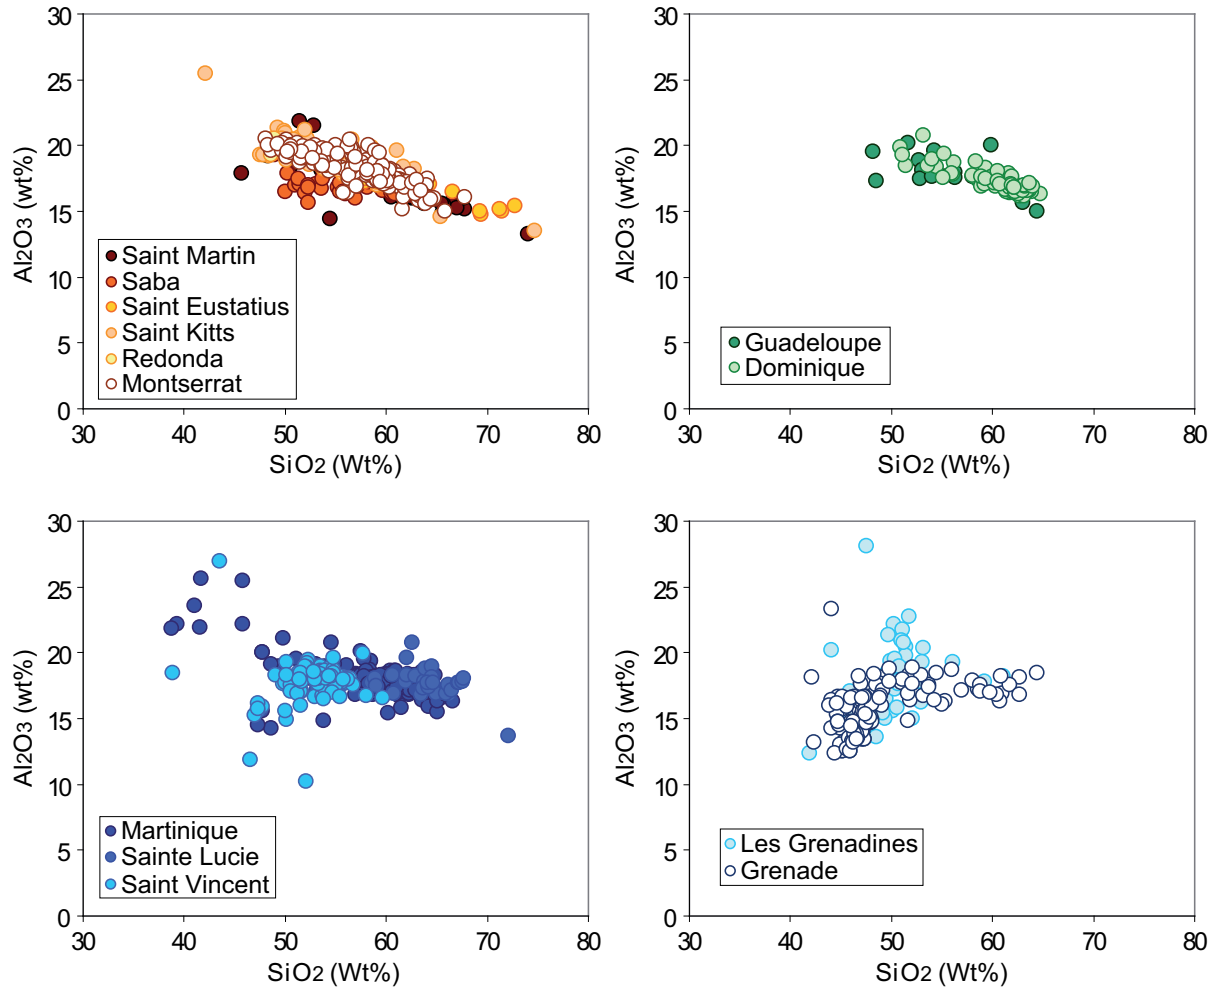 30
25
20
15
10
5
0
Al2O3 (wt%)
Saint Martin
Saba
Saint Eustatius
Saint Kitts
Redonda
Montserrat
30 40 50 60 70 80
SiO2 (Wt%)
30
25
20
15
10
5
0
Al2O3 (wt%)
Guadeloupe
Dominique
30 40 50 60 70 80
SiO2 (Wt%)
30
25
20
15
10
5
0
Al2O3 (wt%)
Martinique
Sainte Lucie
Saint Vincent
30 40 50 60 70 80
SiO2 (Wt%)
30
25
20
15
10
5
0
Al2O3 (wt%)
Les Grenadines
Grenade
30 40 50 60 70 80
SiO2 (Wt%)